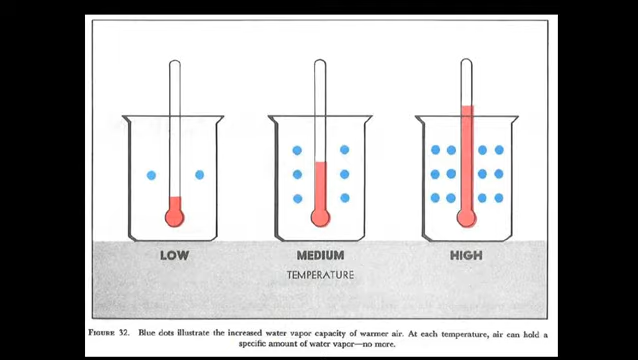 LOW MEDIUM HIGH
TEMPERATURE
FIGURE 32. Blue dots illustrate the increased water vapor capacity of warmer air. At each temperature, air can hold a
specific amount of water vapor—no more.